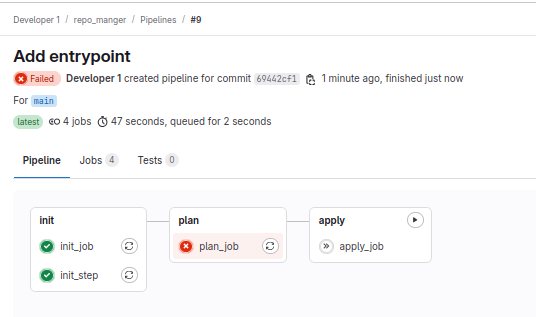 Developer 1 / repo_manger / Pipelines / #9
Add entrypoint
Failed Developer 1 created pipeline for commit 69442cf1 1 minute ago, finished just now
For main
latest 4 jobs 47 seconds, queued for 2 seconds
Pipeline Jobs 4 Tests 0
init plan apply
init_job plan_job apply_job
init_step